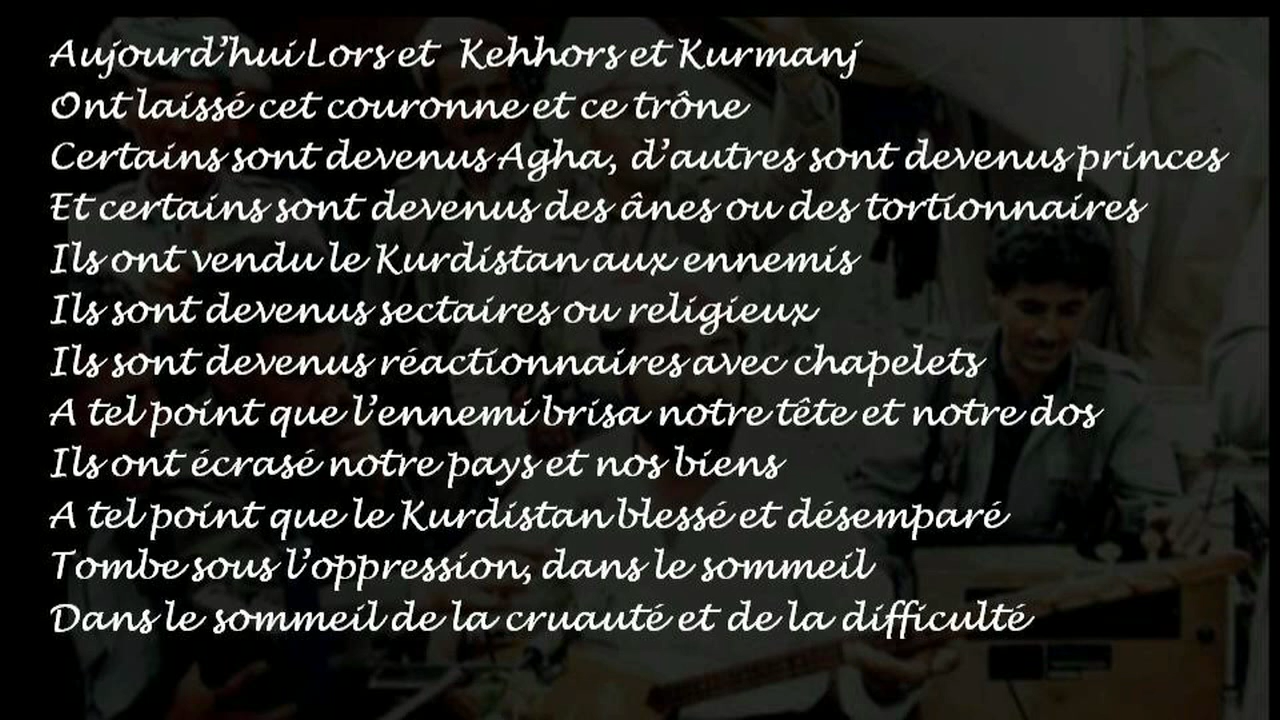 Aujourd’hui Lors et Kehhors et Kurmanj
Ont laissé cet couronne et ce trône
Certains sont devenus Agha, d’autres sont devenus princes
Et certains sont devenus des ânes ou des tortionnaires
Ils ont vendu le Kurdistan aux ennemis
Ils sont devenus sectaires ou religieux
Ils sont devenus réactionnaires avec chapelets
A tel point que l’ennemi brisa notre tête et notre dos
Ils ont écrasé notre pays et nos biens
A tel point que le Kurdistan blessé et désemparé
Tombe sous l’oppression, dans le sommeil
Dans le sommeil de la cruauté et de la difficulté